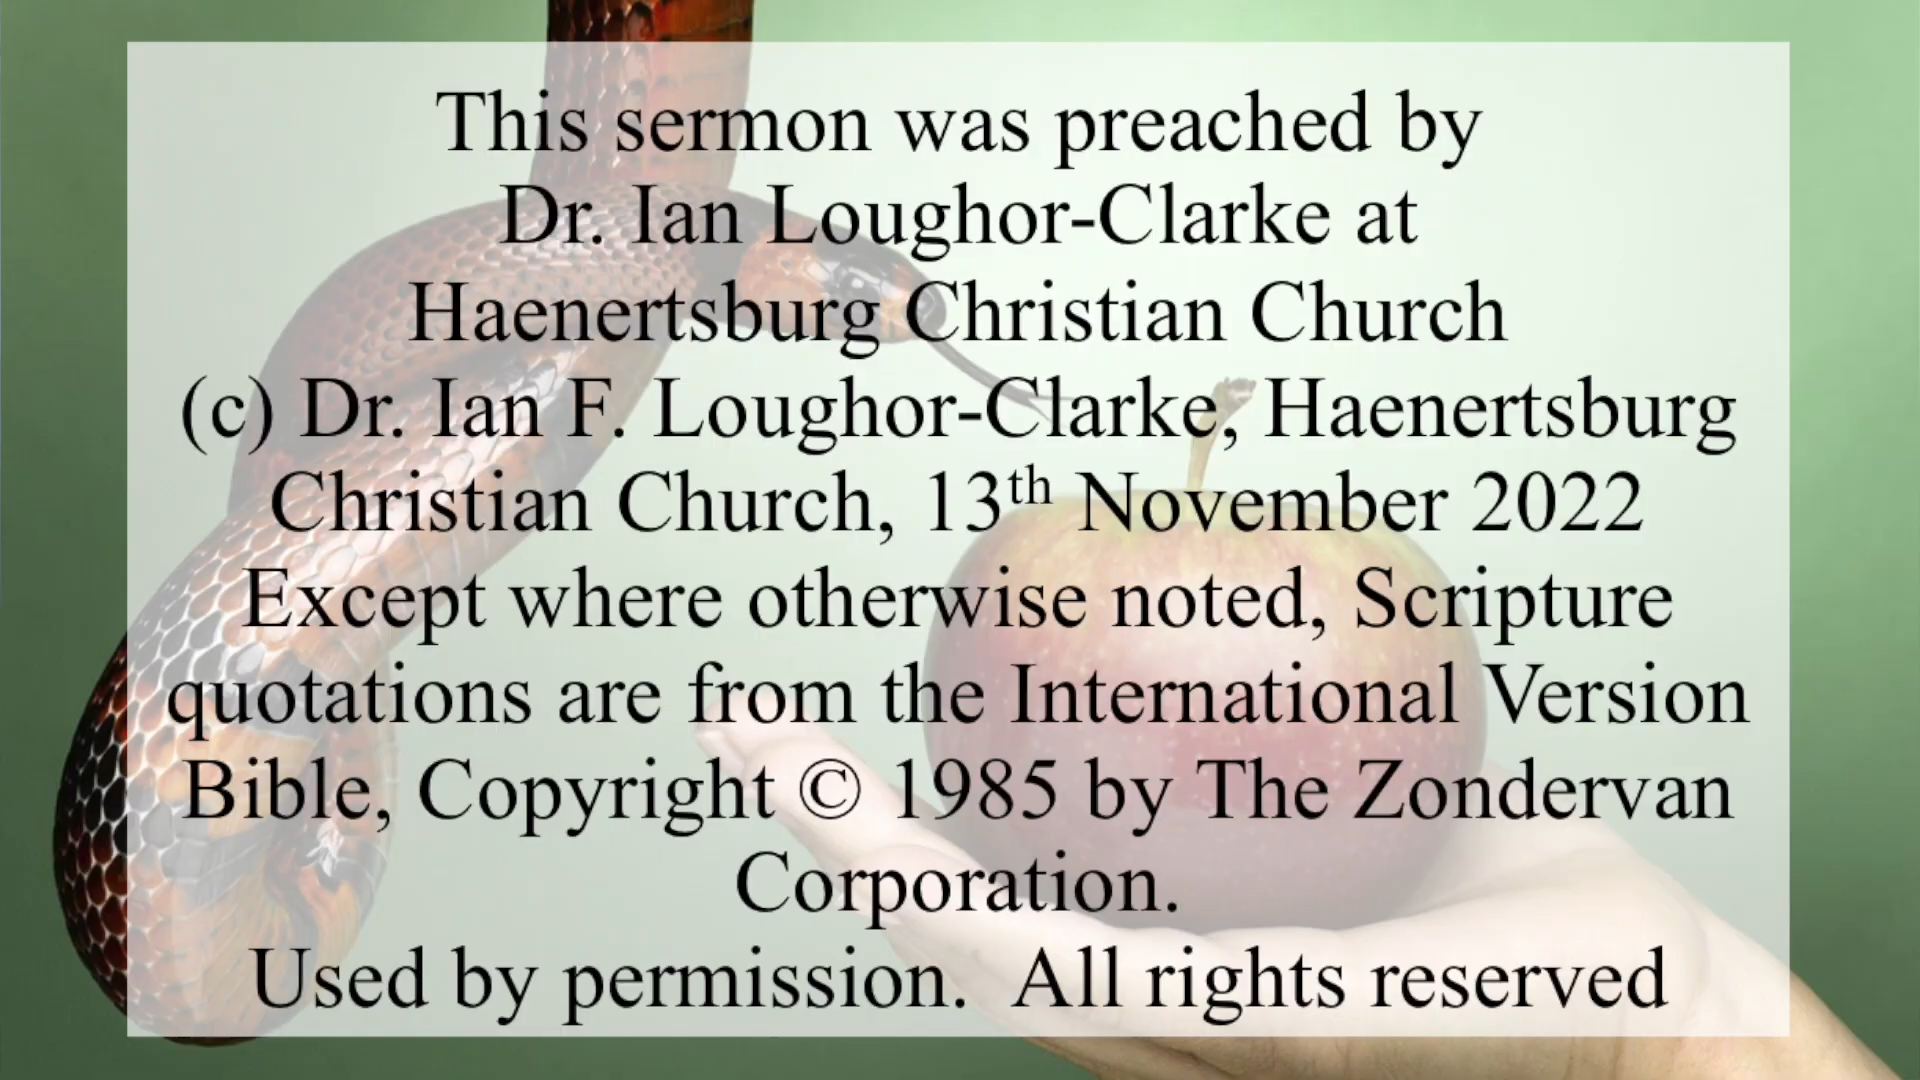 This sermon was preached by
Dr. Ian Loughor-Clarke at
Haenertsburg Christian Church
(c) Dr. Ian F. Loughor-Clarke, Haenertsburg
Christian Church, 13th November 2022
Except where otherwise noted, Scripture
quotations are from the International Version
Bible, Copyright © 1985 by The Zondervan
Corporation.
Used by permission.  All rights reserved